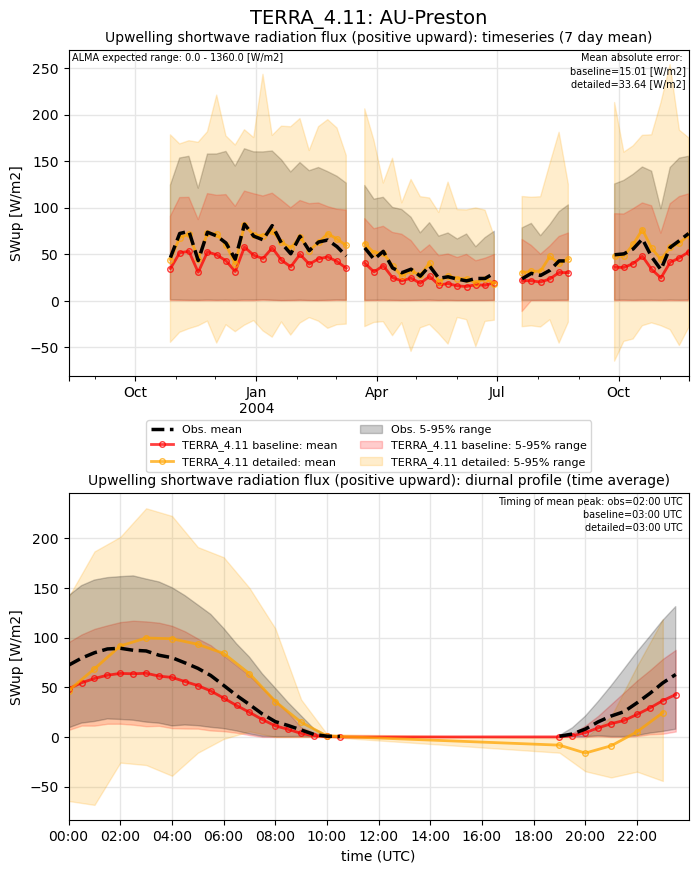 TERRA_4.11: AU-Preston
Upwelling shortwave radiation flux (positive upward): timeseries (7 day mean)
ALMA expected range: 0.0 - 1360.0 [W/m2]
Mean absolute error:
baseline=15.01 [W/m2]
detailed=33.64 [W/m2]
SWup [W/m2]
250
200
150
100
50
0
−50
Oct
Jan
2004
Apr
Jul
Oct
Obs. mean
TERRA_4.11 baseline: mean
TERRA_4.11 detailed: mean
Obs. 5-95% range
TERRA_4.11 baseline: 5-95% range
TERRA_4.11 detailed: 5-95% range
Upwelling shortwave radiation flux (positive upward): diurnal profile (time average)
Timing of mean peak: obs=02:00 UTC
baseline=03:00 UTC
detailed=03:00 UTC
SWup [W/m2]
200
150
100
50
0
−50
00:00
02:00
04:00
06:00
08:00
10:00
12:00
14:00
16:00
18:00
20:00
22:00
time (UTC)